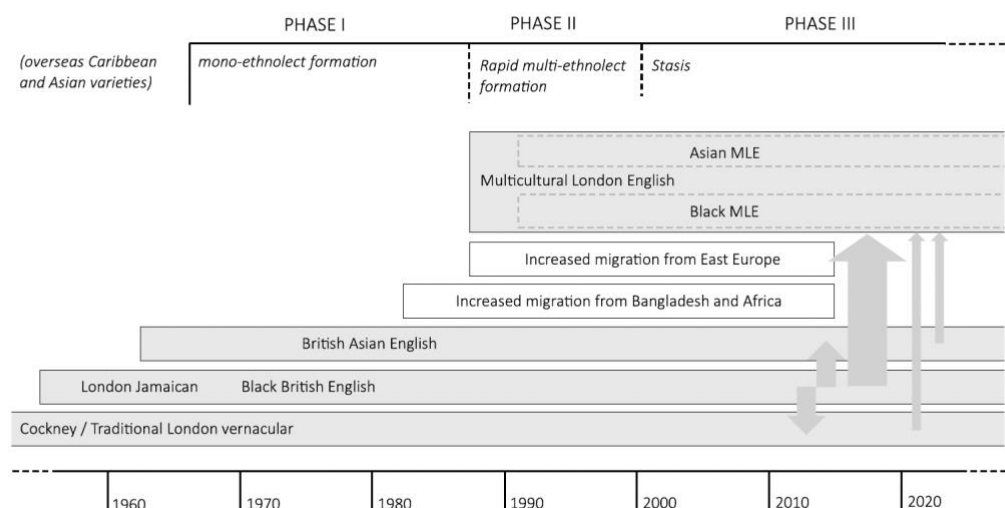 PHASE I
PHASE II
PHASE III
(overseas Caribbean
and Asian varieties)
mono-ethnolect formation
Rapid multi-ethnolect
formation
Stasis
Asian MLE
Multicultural London English
Black MLE
Increased migration from East Europe
Increased migration from Bangladesh and Africa
British Asian English
London Jamaican
Black British English
Cockney / Traditional London vernacular
1960
1970
1980
1990
2000
2010
2020